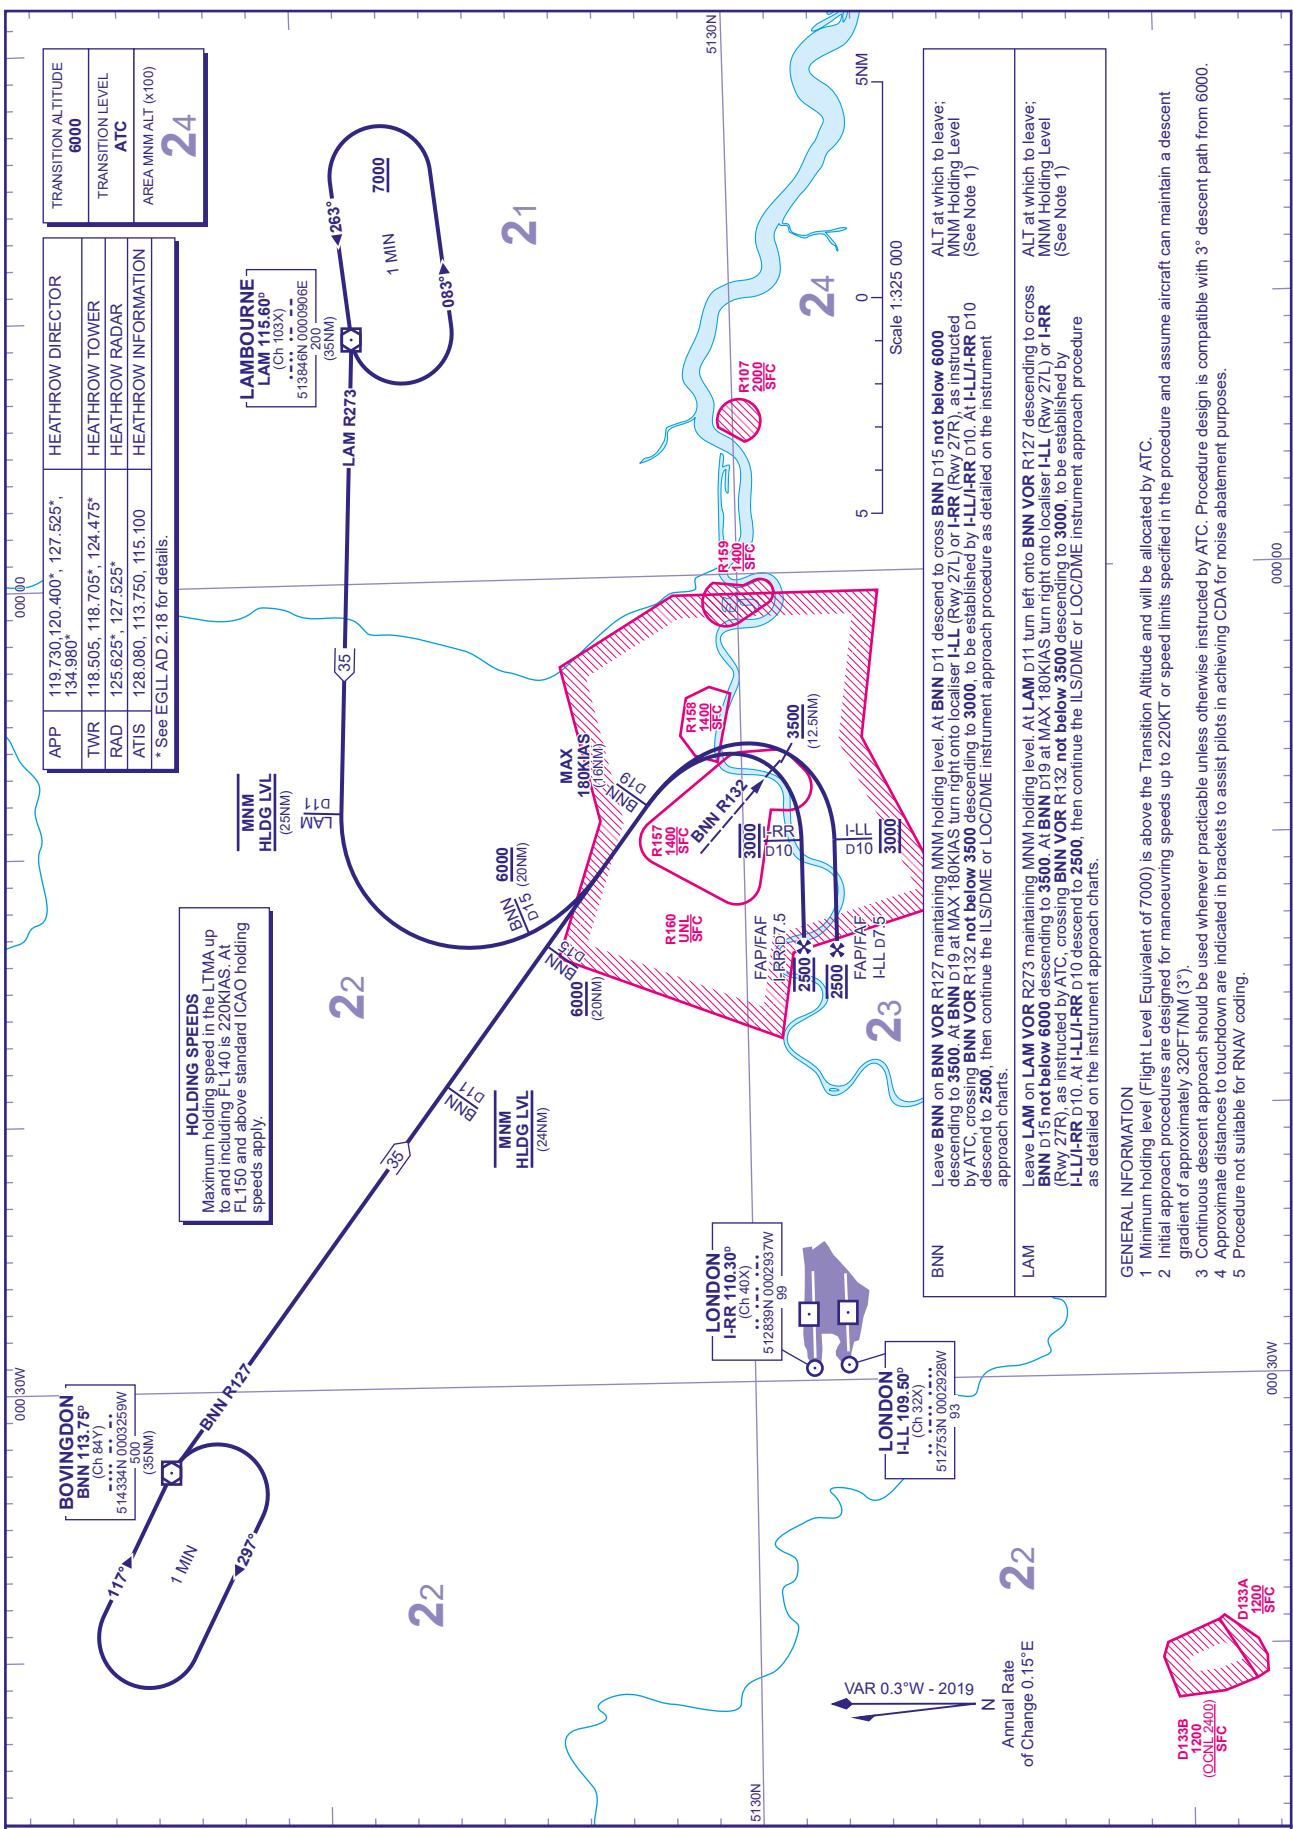 TRANSITION ALTITUDE
6000
TRANSITION LEVEL
ATC
AREA MNM ALT (x100)
24
APP 119.730,120.400*, 127.525*, HEATHROW DIRECTOR
134.980*
TWR 118.505, 118.705*, 124.475* HEATHROW TOWER
RAD 125.625*, 127.525* HEATHROW RADAR
ATIS 128.080, 113.750, 115.100 HEATHROW INFORMATION
* See EGLL AD 2.18 for details.
HOLDING SPEEDS
Maximum holding speed in the LTMA up
to and including FL140 is 220KIAS. At
FL150 and above standard ICAO holding
speeds apply.
000 30W
000 00
BOVINGDON
BNN 113.75ᴰ
(Ch 84Y)
514334N 0003259W
500
(35NM)
117°
1 MIN
297°
BNN R127
35
LAMBOURNE
LAM 115.60ᴰ
(Ch 103X)
513846N 0000906E
200
(35NM)
263°
7000
1 MIN
083°
LAM R273
35
MNM
HLDG LVL
(25NM)
LAM
D11
BNN
D15
6000
(20NM)
BNN
D11
MNM
HLDG LVL
(24NM)
BNN
D15
6000
(20NM)
MAX
180KIAS
(16NM)
BNN
D19
22
22
21
24
23
22
R160
UNL
SFC
R157
1400
SFC
R158
1400
SFC
R159
1400
SFC
R107
2000
SFC
BNN R132
3500
(12.5NM)
3000
I-RR
D10
I-LL
D10
3000
FAP/FAF
I-RR D7.5
2500
2500
FAP/FAF
I-LL D7.5
5130N
5130N
LONDON
I-RR 110.30ᴰ
(Ch 40X)
512839N 0002937W
99
LONDON
I-LL 109.50ᴰ
(Ch 32X)
512753N 0002928W
93
5 0 5NM
Scale 1:325 000
VAR 0.3°W - 2019
N
Annual Rate
of Change 0.15°E
D133B
1200
(OCNL 2400)
SFC
D133A
1200
SFC
BNN
Leave BNN on BNN VOR R127 maintaining MNM holding level. At BNN D11 descend to cross BNN D15 not below 6000
descending to 3500. At BNN D19 at MAX 180KIAS turn right onto localiser I-LL (Rwy 27L) or I-RR (Rwy 27R), as instructed
by ATC, crossing BNN VOR R132 not below 3500 descending to 3000, to be established by I-LL/I-RR D10. At I-LL/I-RR D10
descend to 2500, then continue the ILS/DME or LOC/DME instrument approach procedure as detailed on the instrument
approach charts.
ALT at which to leave;
MNM Holding Level
(See Note 1)
LAM
Leave LAM on LAM VOR R273 maintaining MNM holding level. At LAM D11 turn left onto BNN VOR R127 descending to cross
BNN D15 not below 6000 descending to 3500. At BNN D19 at MAX 180KIAS turn right onto localiser I-LL (Rwy 27L) or I-RR
(Rwy 27R), as instructed by ATC, crossing BNN VOR R132 not below 3500 descending to 3000, to be established by
I-LL/I-RR D10. At I-LL/I-RR D10 descend to 2500, then continue the ILS/DME or LOC/DME instrument approach procedure
as detailed on the instrument approach charts.
ALT at which to leave;
MNM Holding Level
(See Note 1)
GENERAL INFORMATION
1 Minimum holding level (Flight Level Equivalent of 7000) is above the Transition Altitude and will be allocated by ATC.
2 Initial approach procedures are designed for manoeuvring speeds up to 220KT or speed limits specified in the procedure and assume aircraft can maintain a descent
gradient of approximately 320FT/NM (3°).
3 Continuous descent approach should be used whenever practicable unless otherwise instructed by ATC. Procedure design is compatible with 3° descent path from 6000.
4 Approximate distances to touchdown are indicated in brackets to assist pilots in achieving CDA for noise abatement purposes.
5 Procedure not suitable for RNAV coding.
000 30W
000 00